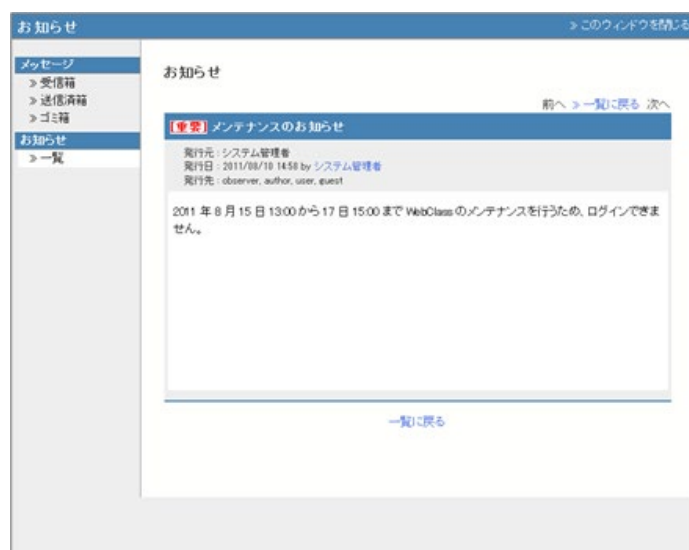 お知らせ
» このウィンドウを閉じる
メッセージ
» 受信箱
» 送信済箱
» ゴミ箱
お知らせ
» 一覧
お知らせ
前へ » 一覧に戻る 次へ
[重要] メンテナンスのお知らせ
発行元 : システム管理者
発行日 : 2011/08/10 14:58 by システム管理者
発行先 : observer, author, user, guest
2011 年 8 月 15 日 13:00 から 17 日 15:00 まで WebClass のメンテナンスを行うため、ログインできま
せん。
一覧に戻る